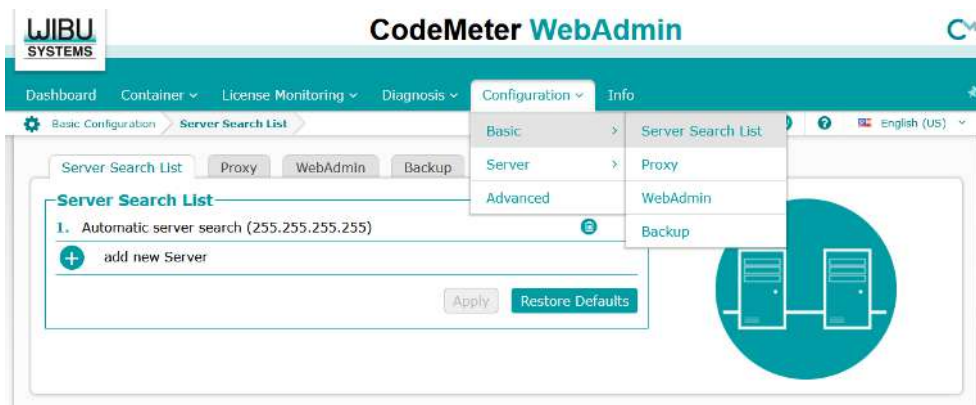 WIBU
SYSTEMS
CodeMeter WebAdmin
Dashboard Container License Monitoring Diagnosis Configuration Info
Basic Configuration Server Search List
English (US)
Basic
Server
Advanced
Server Search List
Proxy
WebAdmin
Backup
Server Search List Proxy WebAdmin Backup
Server Search List
1. Automatic server search (255.255.255.255)
add new Server
Apply Restore Defaults